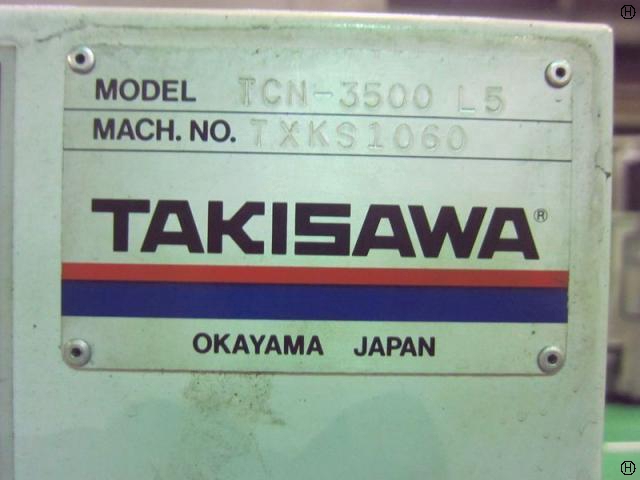 MODEL TCN-3500 L5
MACH. NO. TXKS1060
TAKISAWA®
OKAYAMA JAPAN